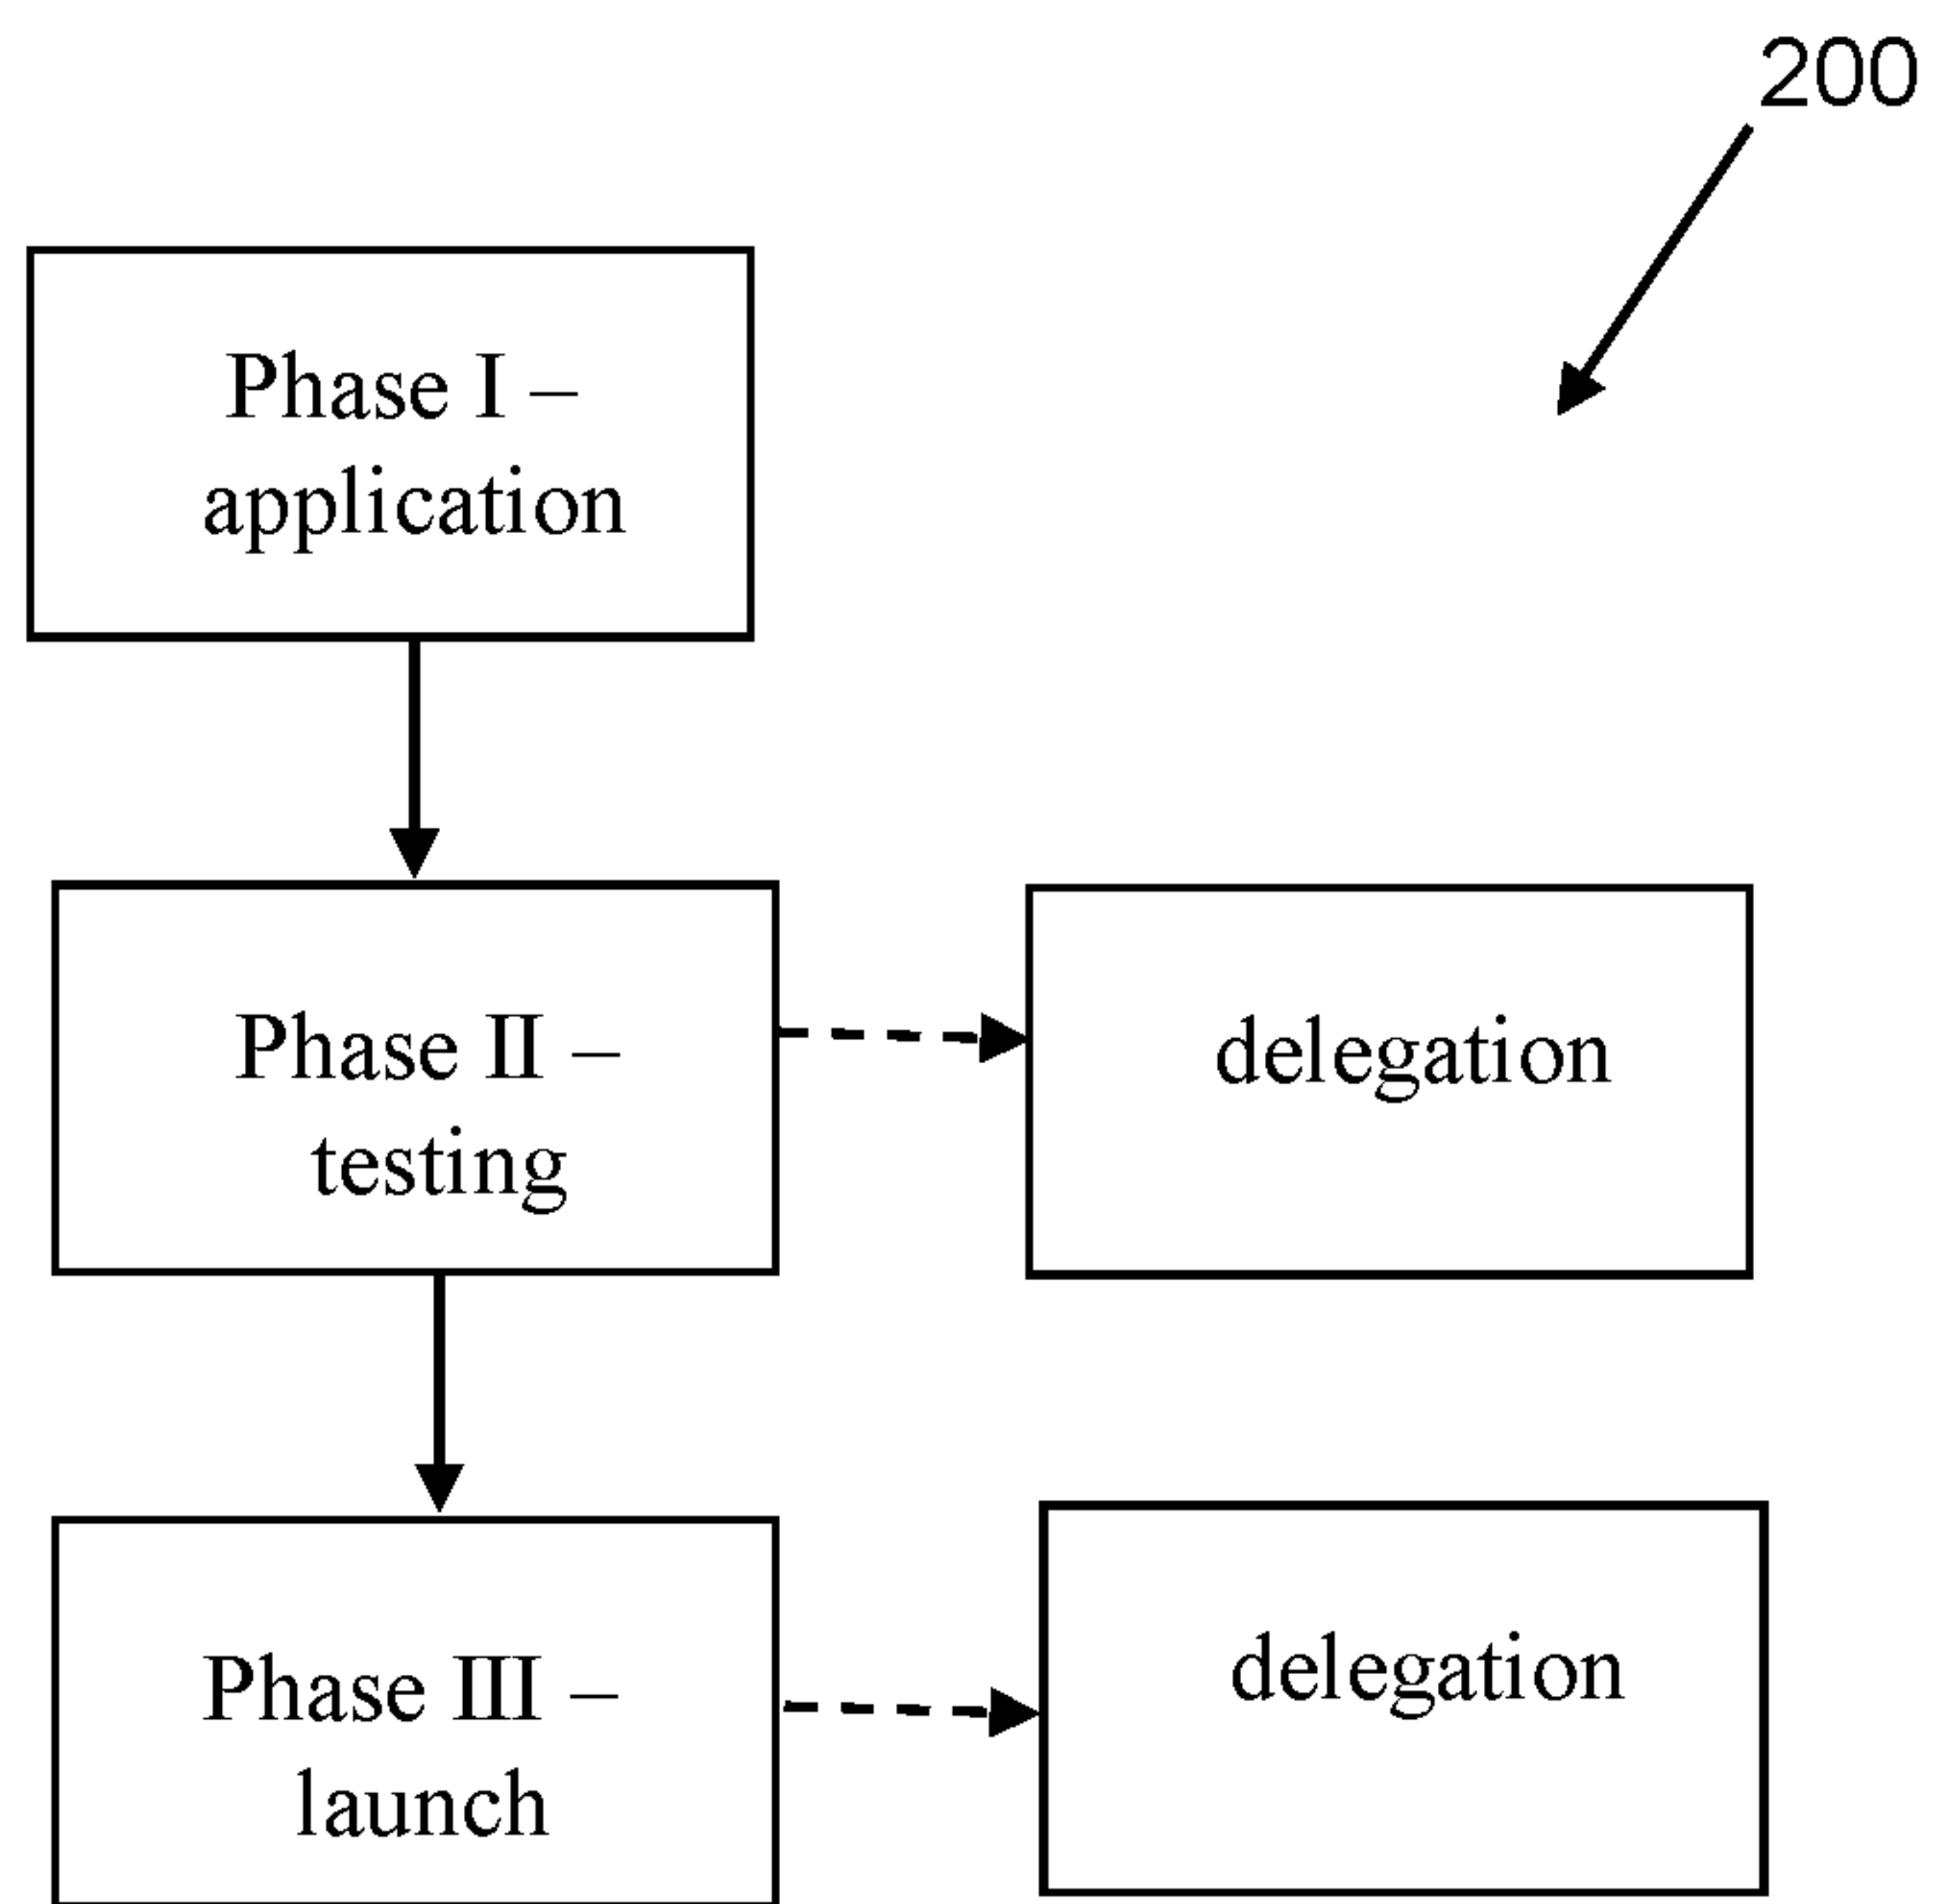 200
Phase I –
application
Phase II –
testing
delegation
Phase III –
launch
delegation